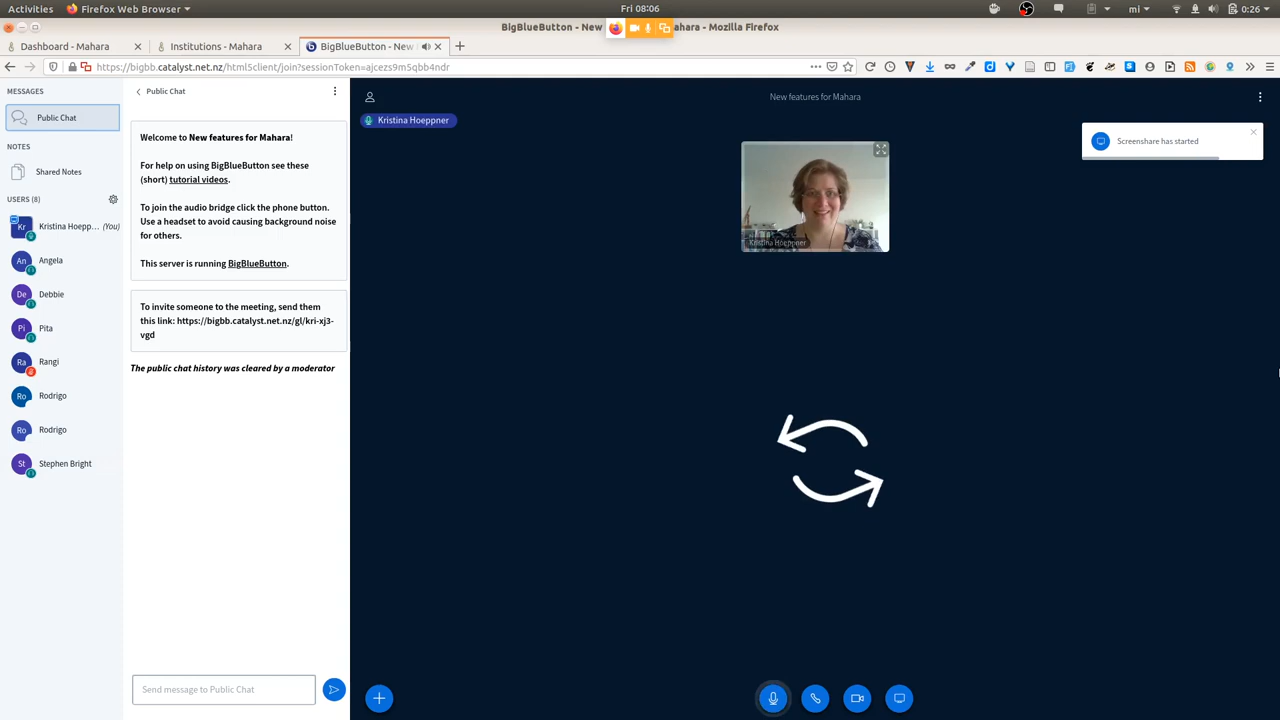 Activities
Firefox Web Browser
Fri 08:06
mi
0:26
BigBlueButton - New
ahara - Mozilla Firefox
Dashboard - Mahara
Institutions - Mahara
BigBlueButton - New
https://bigbb.catalyst.net.nz/html5client/join?sessionToken=ajcezs9m5qbb4ndr
MESSAGES
Public Chat
NOTES
Shared Notes
USERS (8)
Kr
Kristina Hoepp... (You)
An
Angela
De
Debbie
Pi
Pita
Ra
Rangi
Ro
Rodrigo
Ro
Rodrigo
St
Stephen Bright
Public Chat
Welcome to New features for Mahara!
For help on using BigBlueButton see these
(short) tutorial videos.
To join the audio bridge click the phone button.
Use a headset to avoid causing background noise
for others.
This server is running BigBlueButton.
To invite someone to the meeting, send them
this link: https://bigbb.catalyst.net.nz/gl/kri-xj3-
vgd
The public chat history was cleared by a moderator
Send message to Public Chat
New features for Mahara
Kristina Hoeppner
Kristina Hoeppner
Screenshare has started